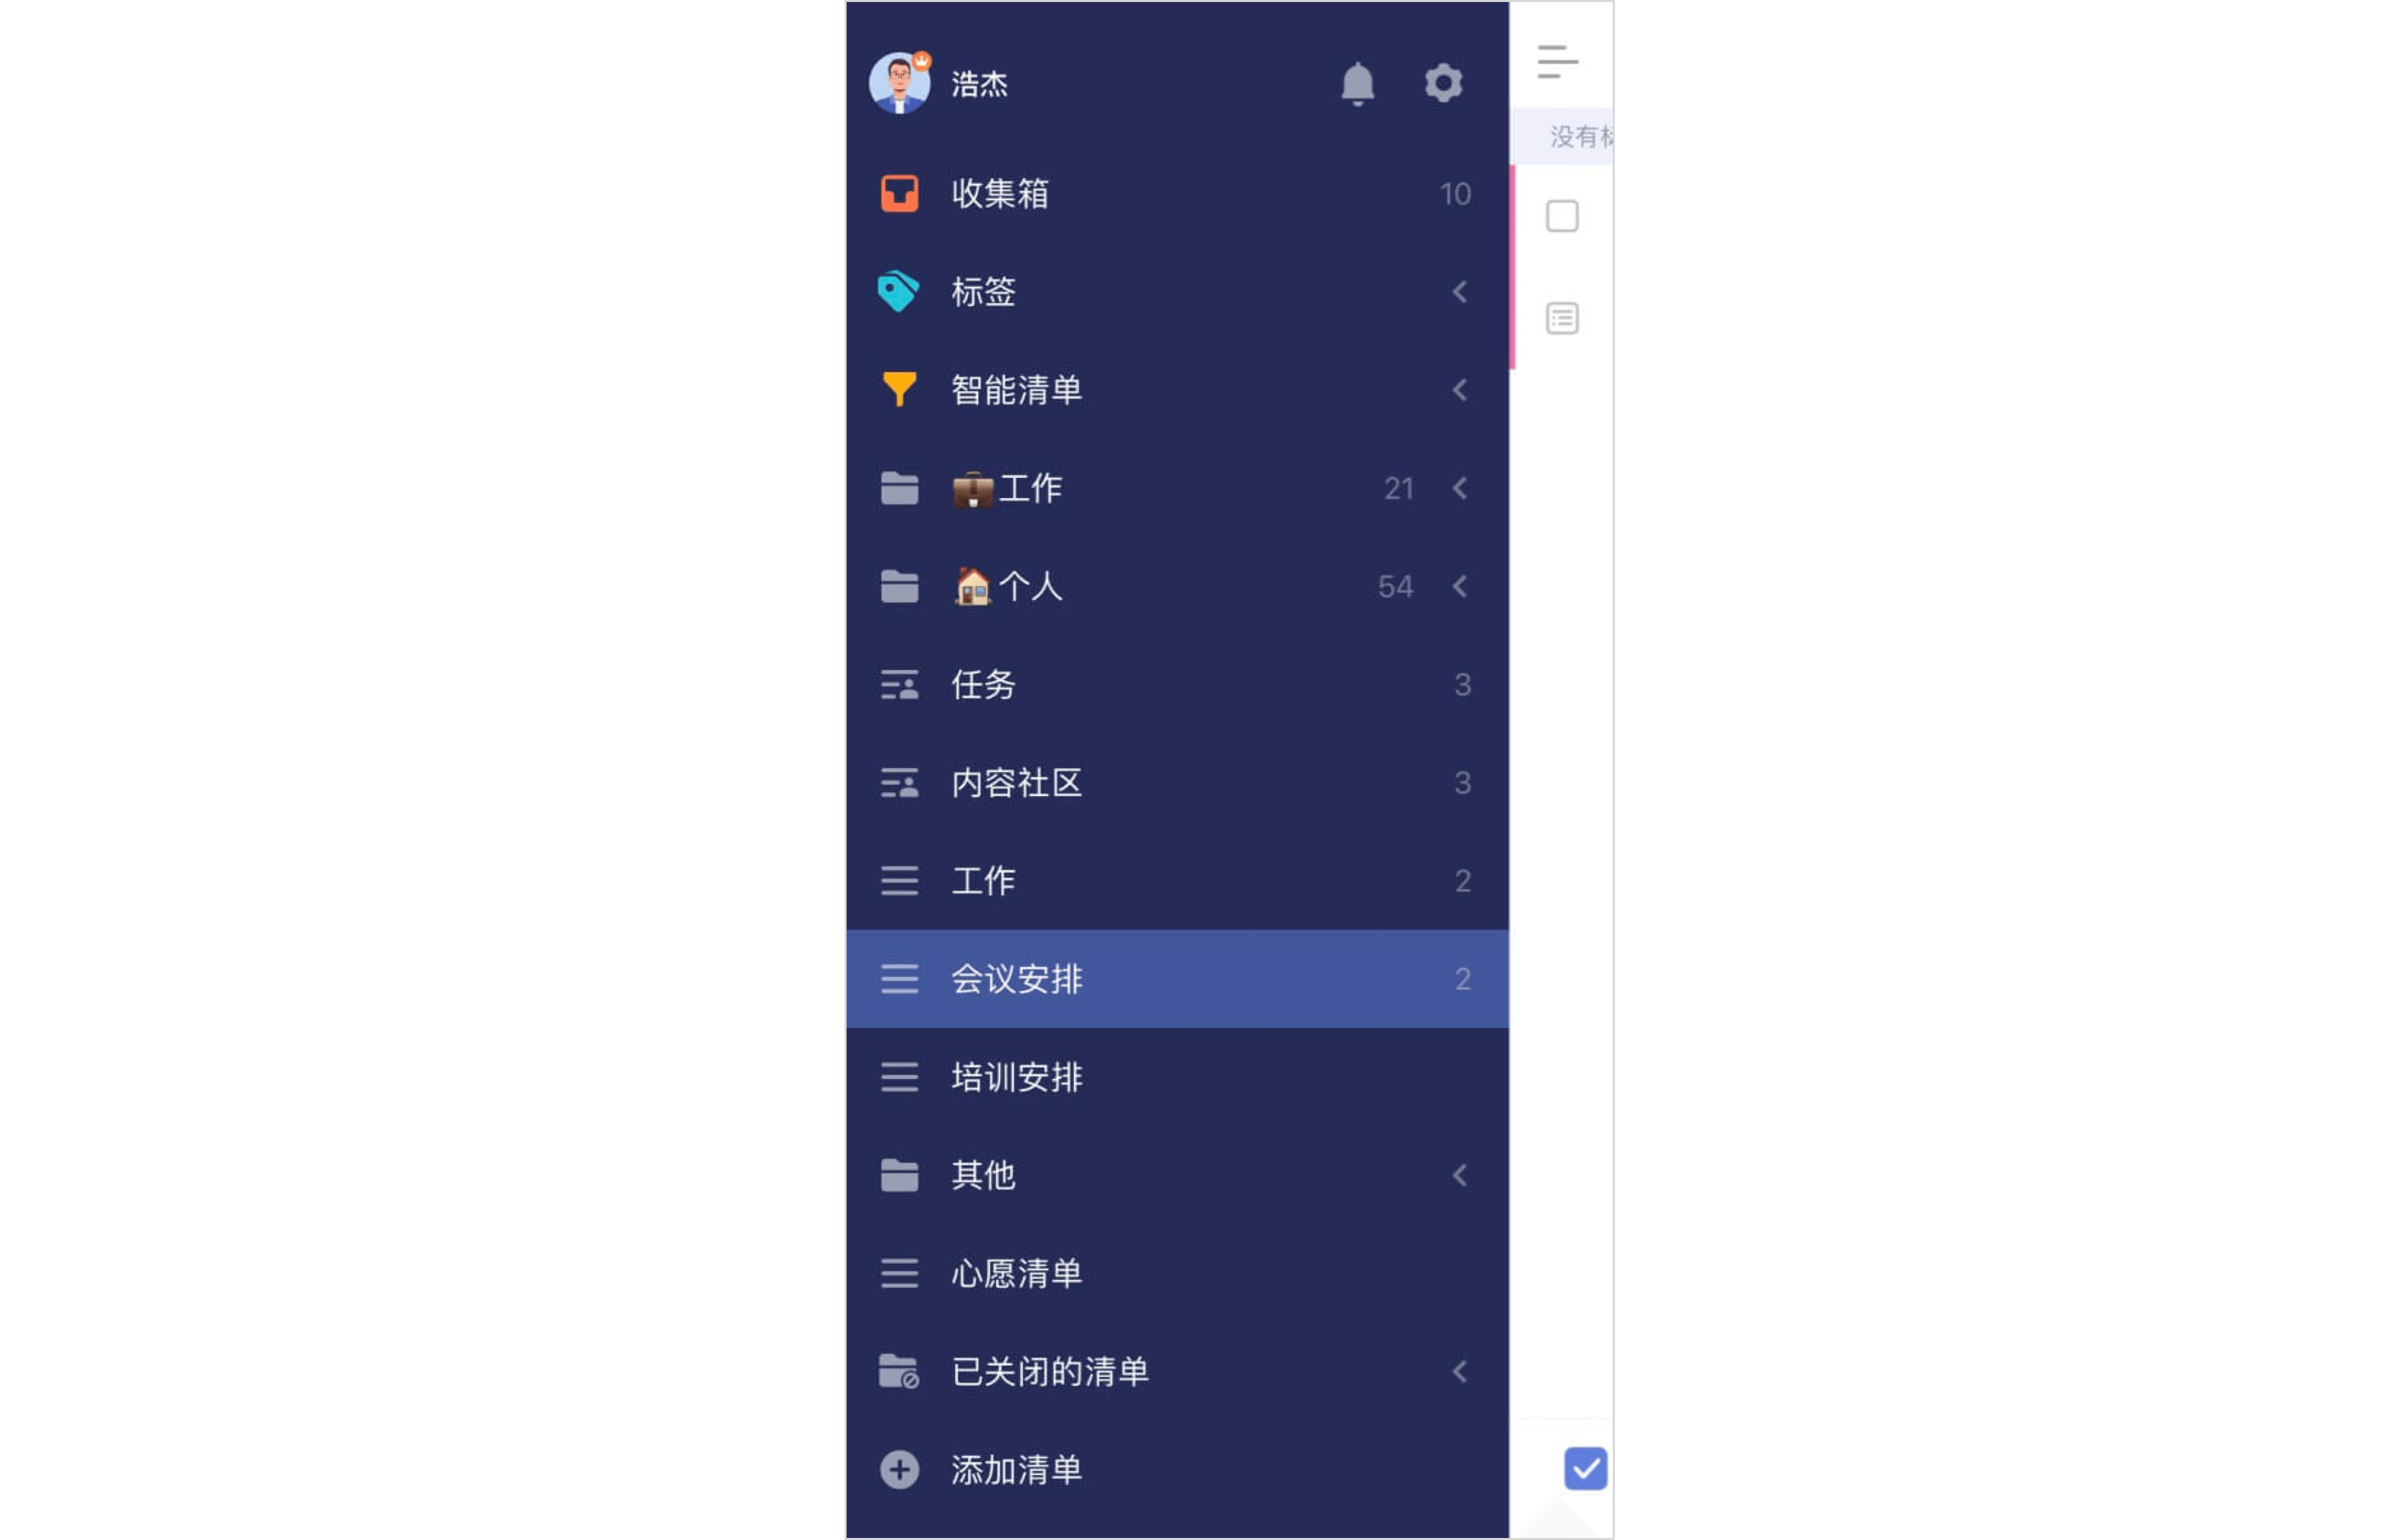 浩杰
没有
收集箱 10
标签
智能清单
💼工作 21
🏠个人 54
任务 3
内容社区 3
工作 2
会议安排 2
培训安排
其他
心愿清单
已关闭的清单
添加清单